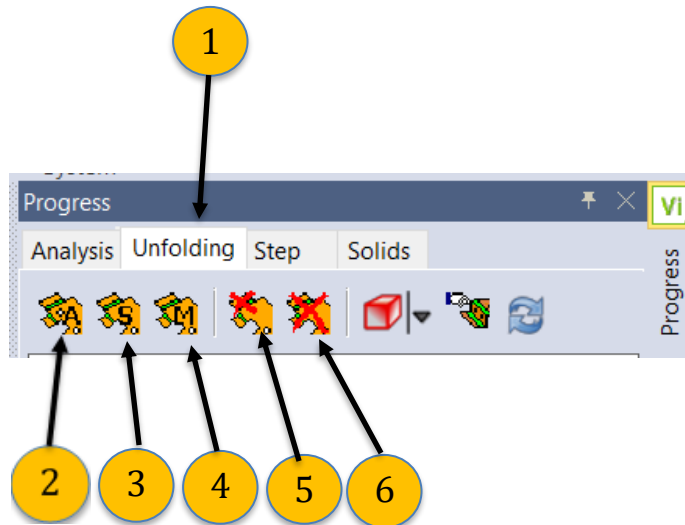 1
System
Progress
Vi
Analysis Unfolding Step Solids
Progress
A S M
2 3 4 5 6